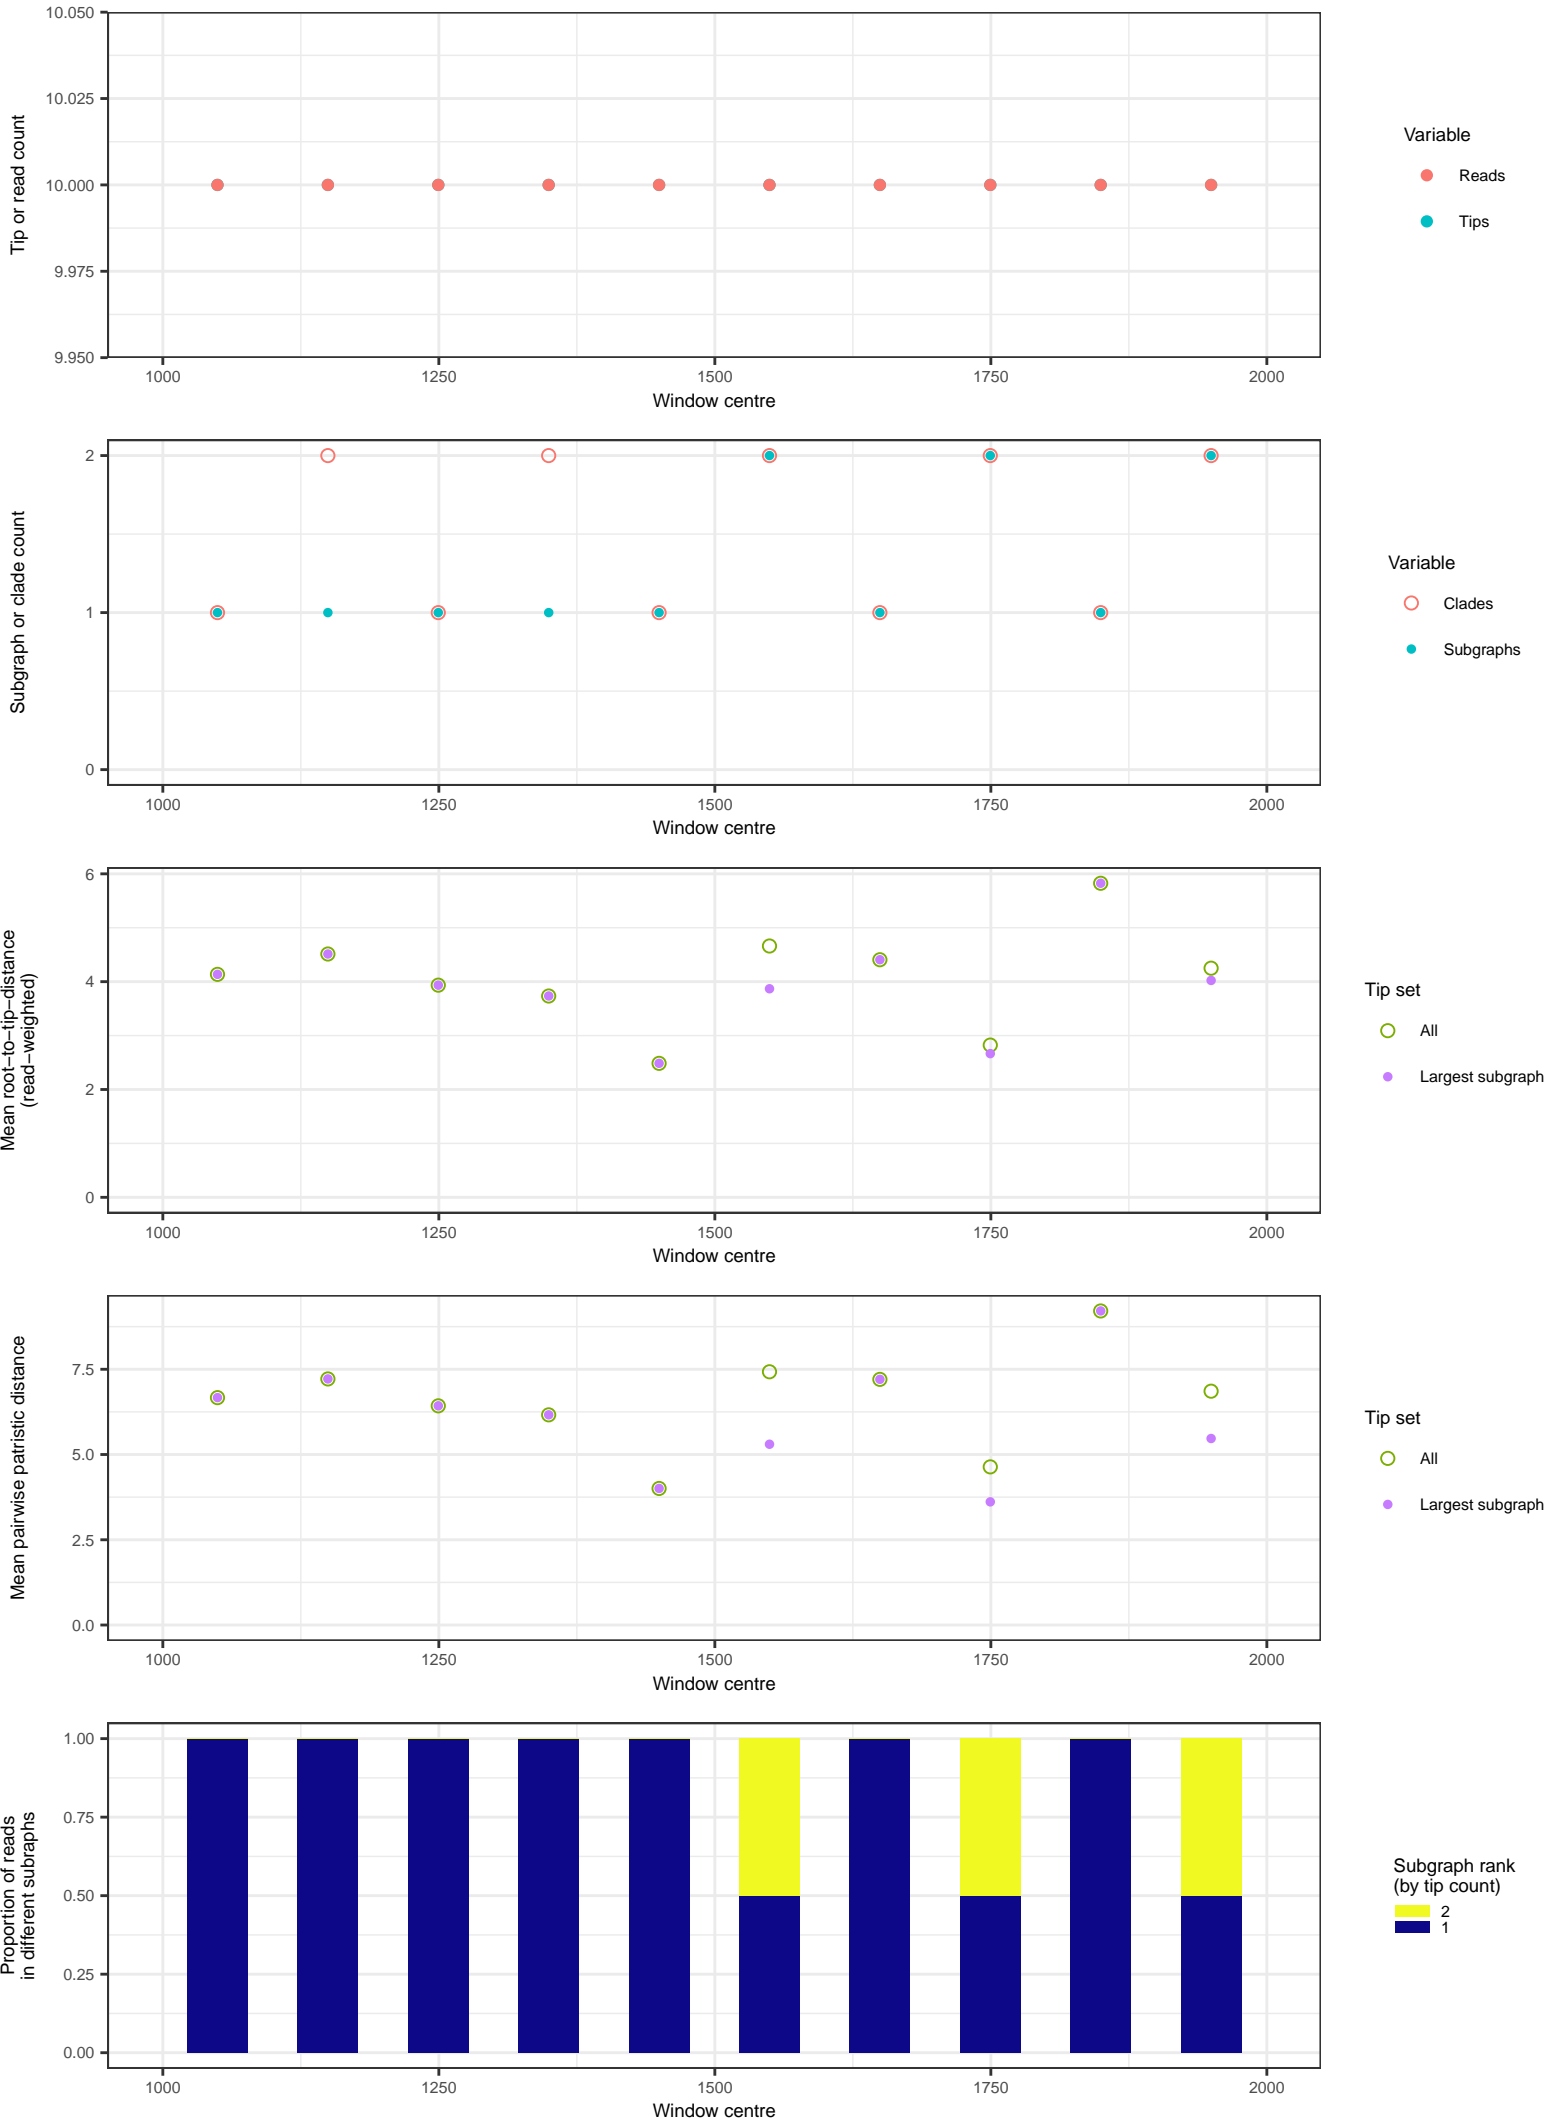 10.050
10.025
10.000
9.975
9.950
Tip or read count
1000 1250 1500 1750 2000
Window centre
Variable
Reads
Tips
2
1
0
Subgraph or clade count
1000 1250 1500 1750 2000
Window centre
Variable
Clades
Subgraphs
6
4
2
0
Mean root−to−tip−distance
(read−weighted)
1000 1250 1500 1750 2000
Window centre
Tip set
All
Largest subgraph
7.5
5.0
2.5
0.0
Mean pairwise patristic distance
1000 1250 1500 1750 2000
Window centre
Tip set
All
Largest subgraph
1.00
0.75
0.50
0.25
0.00
Proportion of reads
in different subraphs
1000 1250 1500 1750 2000
Window centre
Subgraph rank
(by tip count)
2
1